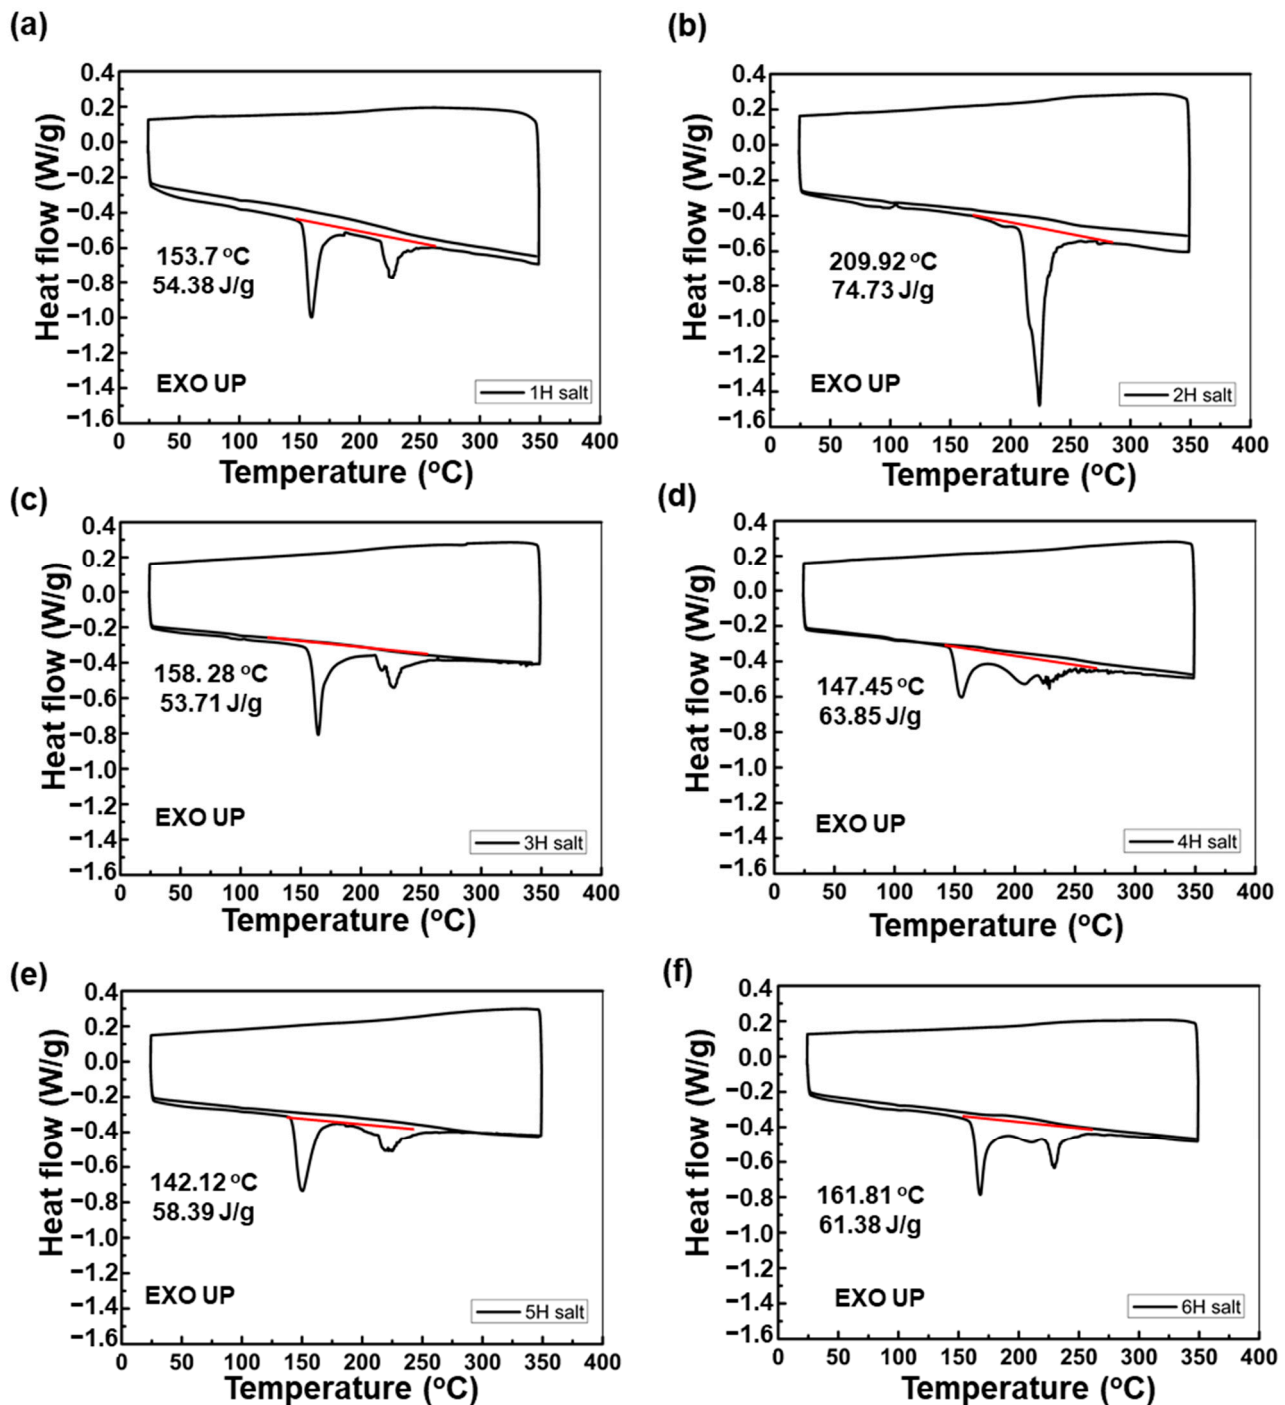 (a)
0.4
0.2
0.0
−0.2
−0.4
−0.6
−0.8
−1.0
−1.2
−1.4
−1.6
Heat flow (W/g)
153.7 °C
54.38 J/g
EXO UP
1H salt
0 50 100 150 200 250 300 350 400
Temperature (°C)
(b)
0.4
0.2
0.0
−0.2
−0.4
−0.6
−0.8
−1.0
−1.2
−1.4
−1.6
Heat flow (W/g)
209.92 °C
74.73 J/g
EXO UP
2H salt
0 50 100 150 200 250 300 350 400
Temperature (°C)
(c)
0.4
0.2
0.0
−0.2
−0.4
−0.6
−0.8
−1.0
−1.2
−1.4
−1.6
Heat flow (W/g)
158. 28 °C
53.71 J/g
EXO UP
3H salt
0 50 100 150 200 250 300 350 400
Temperature (°C)
(d)
0.4
0.2
0.0
−0.2
−0.4
−0.6
−0.8
−1.0
−1.2
−1.4
−1.6
Heat flow (W/g)
147.45 °C
63.85 J/g
EXO UP
4H salt
0 50 100 150 200 250 300 350 400
Temperature (°C)
(e)
0.4
0.2
0.0
−0.2
−0.4
−0.6
−0.8
−1.0
−1.2
−1.4
−1.6
Heat flow (W/g)
142.12 °C
58.39 J/g
EXO UP
5H salt
0 50 100 150 200 250 300 350 400
Temperature (°C)
(f)
0.4
0.2
0.0
−0.2
−0.4
−0.6
−0.8
−1.0
−1.2
−1.4
−1.6
Heat flow (W/g)
161.81 °C
61.38 J/g
EXO UP
6H salt
0 50 100 150 200 250 300 350 400
Temperature (°C)